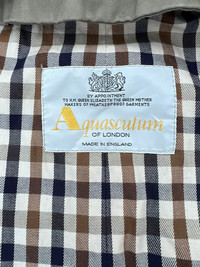 BY APPOINTMENT
TO H.M. QUEEN ELIZABETH THE QUEEN MOTHER
MAKERS OF WEATHERPROOF GARMENTS
Aquascutum
OF LONDON
MADE IN ENGLAND